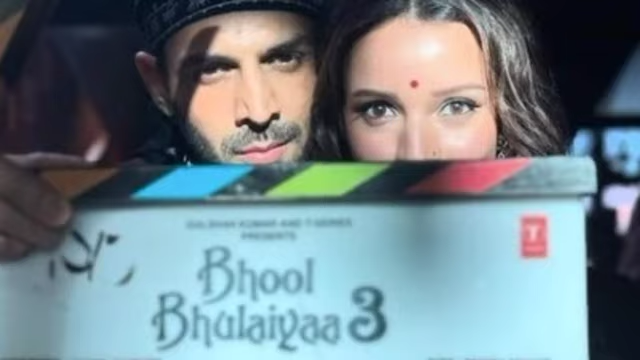 GULSHAN KUMAR AND T-SERIES
PRESENTS
T
Bhool
Bhulaiyaa 3